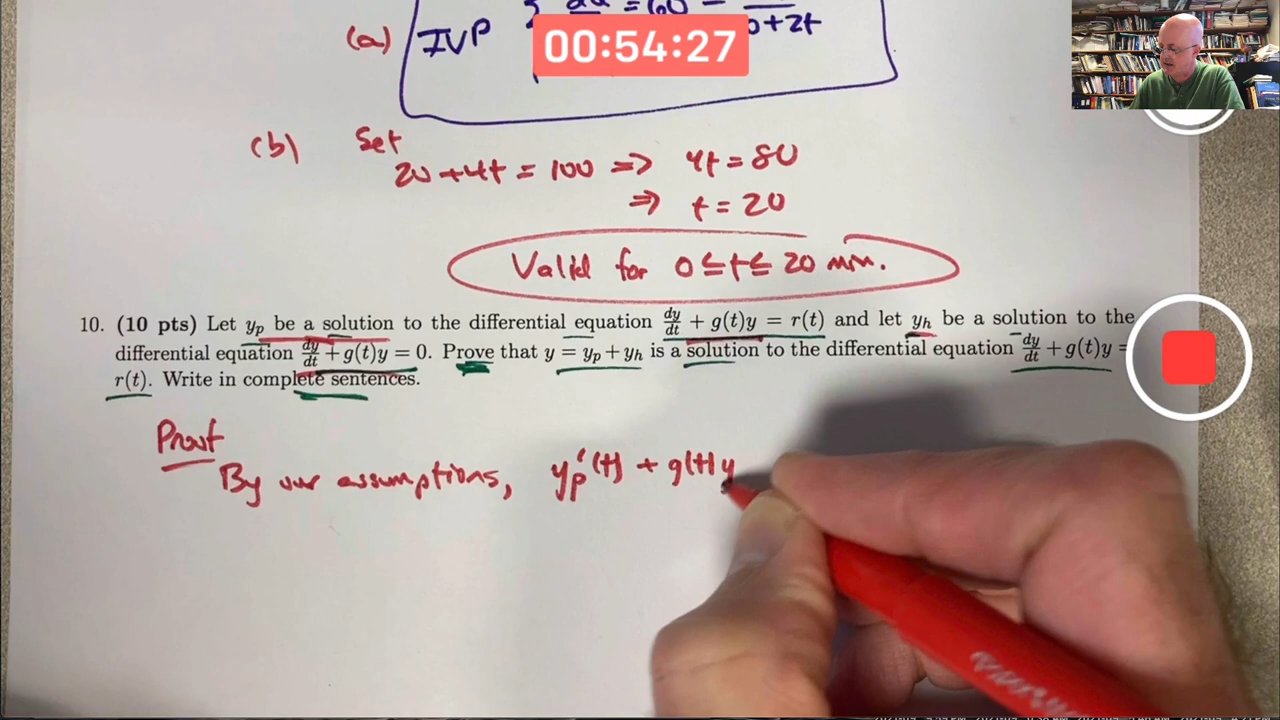 (a) IVP = 60 −
0+2t
00:54:27
(b) Set
20 + 4t = 100 => 4t = 80
=> t = 20
Valid for 0 ≤ t ≤ 20 min.
10. (10 pts) Let yₚ be a solution to the differential equation dy/dt + g(t)y = r(t) and let yₕ be a solution to the
differential equation dy/dt + g(t)y = 0. Prove that y = yₚ + yₕ is a solution to the differential equation dy/dt + g(t)y =
r(t). Write in complete sentences.
Proof
By our assumptions, yₚ'(t) + g(t)y